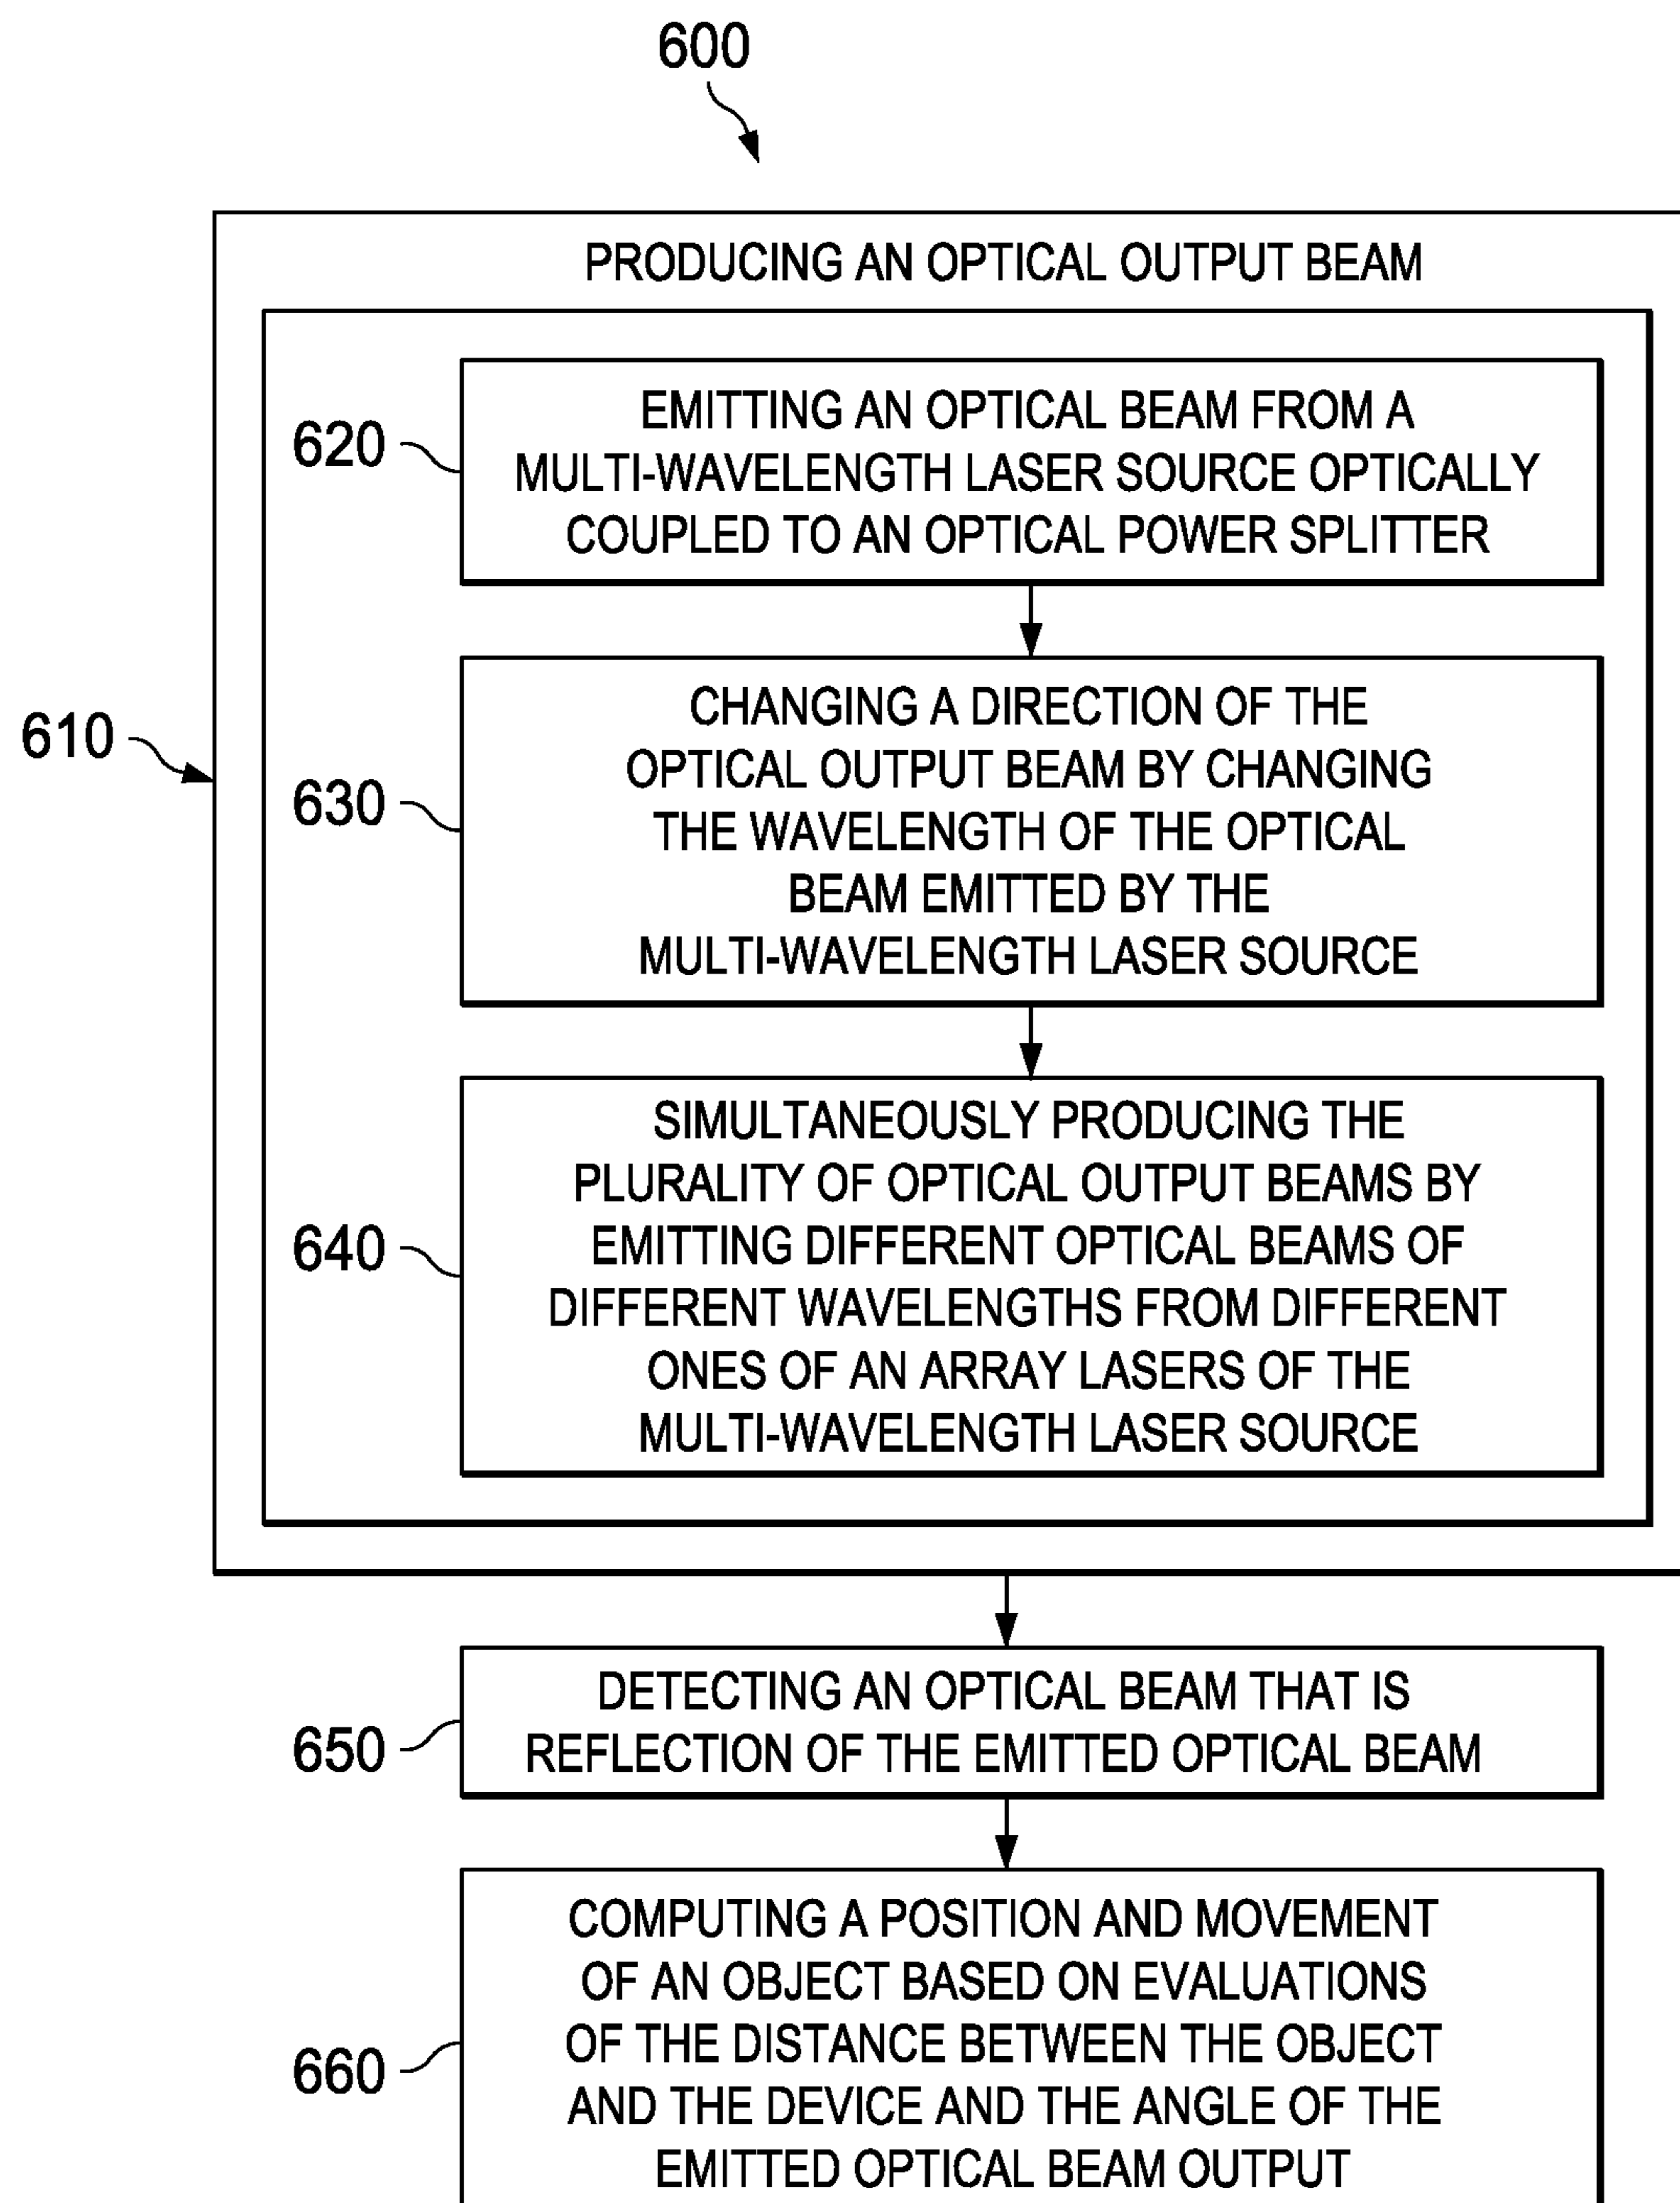 600
PRODUCING AN OPTICAL OUTPUT BEAM
620
EMITTING AN OPTICAL BEAM FROM A
MULTI-WAVELENGTH LASER SOURCE OPTICALLY
COUPLED TO AN OPTICAL POWER SPLITTER
610
630
CHANGING A DIRECTION OF THE
OPTICAL OUTPUT BEAM BY CHANGING
THE WAVELENGTH OF THE OPTICAL
BEAM EMITTED BY THE
MULTI-WAVELENGTH LASER SOURCE
640
SIMULTANEOUSLY PRODUCING THE
PLURALITY OF OPTICAL OUTPUT BEAMS BY
EMITTING DIFFERENT OPTICAL BEAMS OF
DIFFERENT WAVELENGTHS FROM DIFFERENT
ONES OF AN ARRAY LASERS OF THE
MULTI-WAVELENGTH LASER SOURCE
650
DETECTING AN OPTICAL BEAM THAT IS
REFLECTION OF THE EMITTED OPTICAL BEAM
660
COMPUTING A POSITION AND MOVEMENT
OF AN OBJECT BASED ON EVALUATIONS
OF THE DISTANCE BETWEEN THE OBJECT
AND THE DEVICE AND THE ANGLE OF THE
EMITTED OPTICAL BEAM OUTPUT